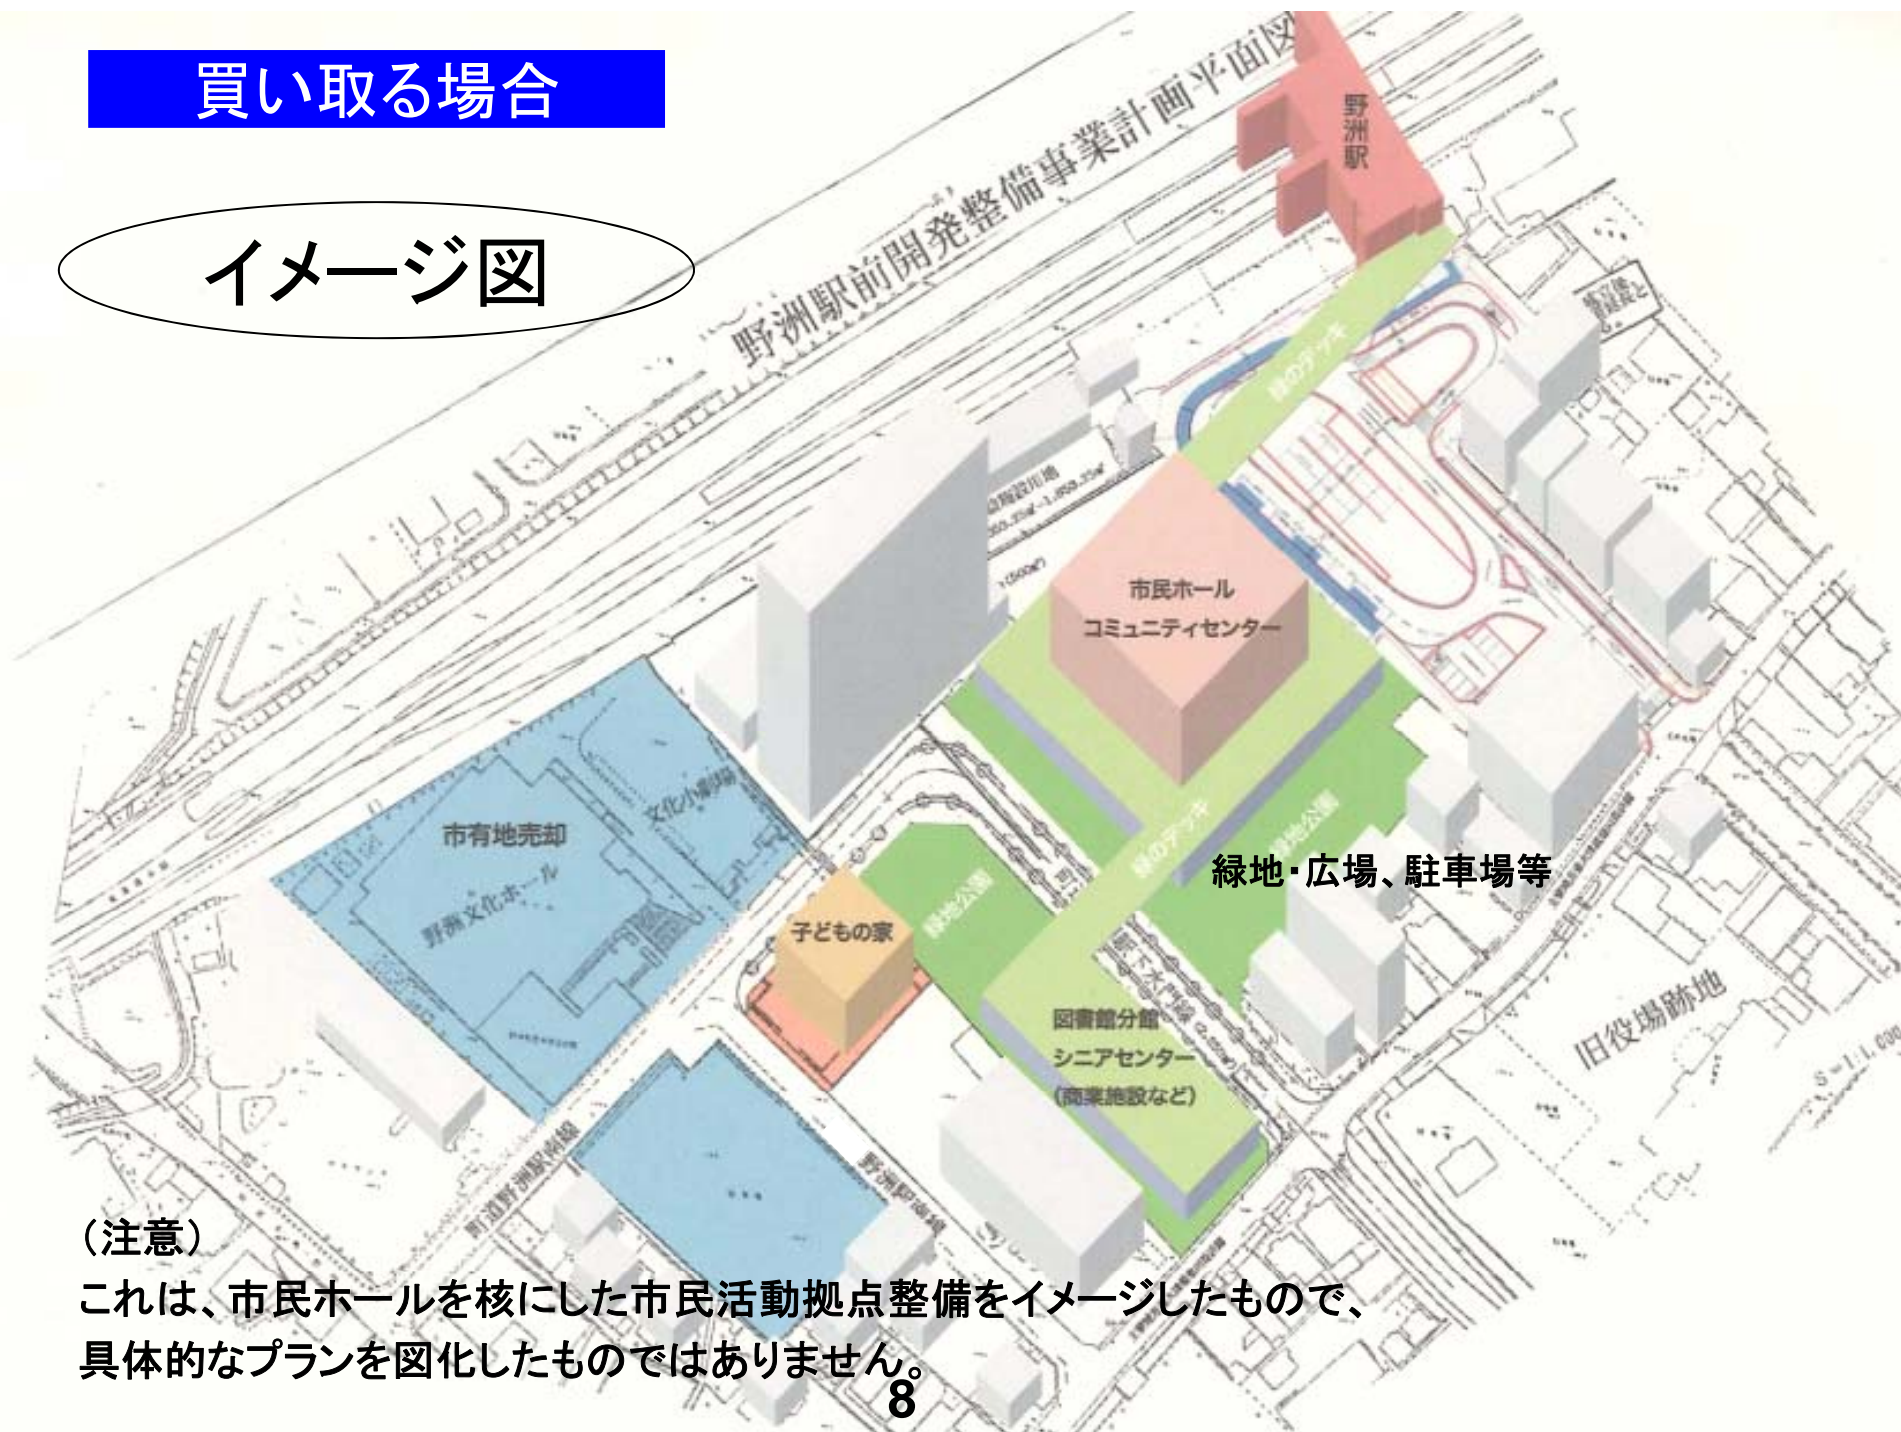 買い取る場合
イメージ図
野洲駅前開発整備事業計画平面図
野洲駅
緑のデッキ
市民ホール
コミュニティセンター
緑のデッキ
緑地公園
緑地・広場、駐車場等
市有地売却
文化小劇場
野洲文化ホール
子どもの家
緑地公園
図書館分館
シニアセンター
（商業施設など）
旧役場跡地
S=1:1,000
町道野洲駅南線
野洲駅南線
（注意）
これは、市民ホールを核にした市民活動拠点整備をイメージしたもので、
具体的なプランを図化したものではありません。
8